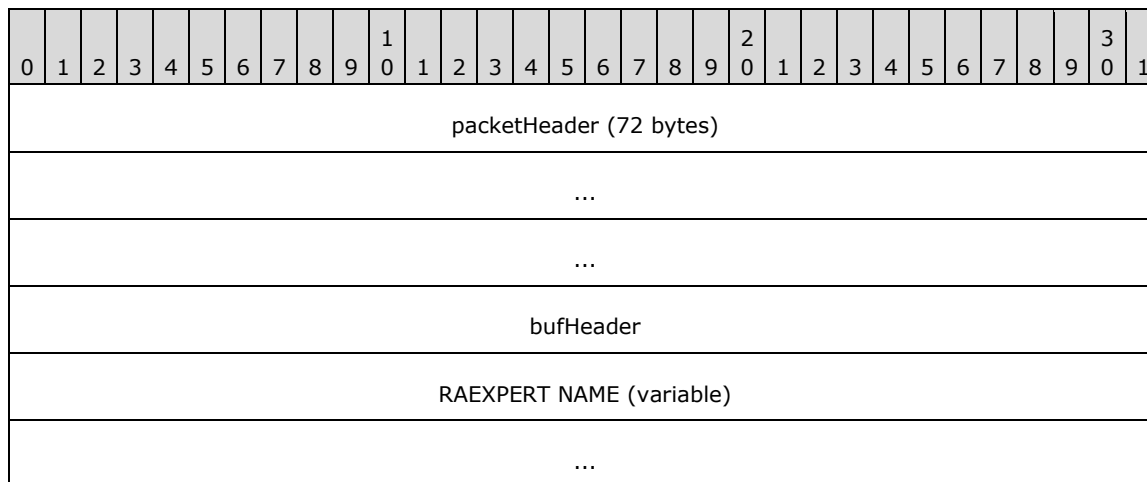 1 2 3
0 1 2 3 4 5 6 7 8 9 0 1 2 3 4 5 6 7 8 9 0 1 2 3 4 5 6 7 8 9 0 1
packetHeader (72 bytes)
...
...
bufHeader
RAEXPERT NAME (variable)
...